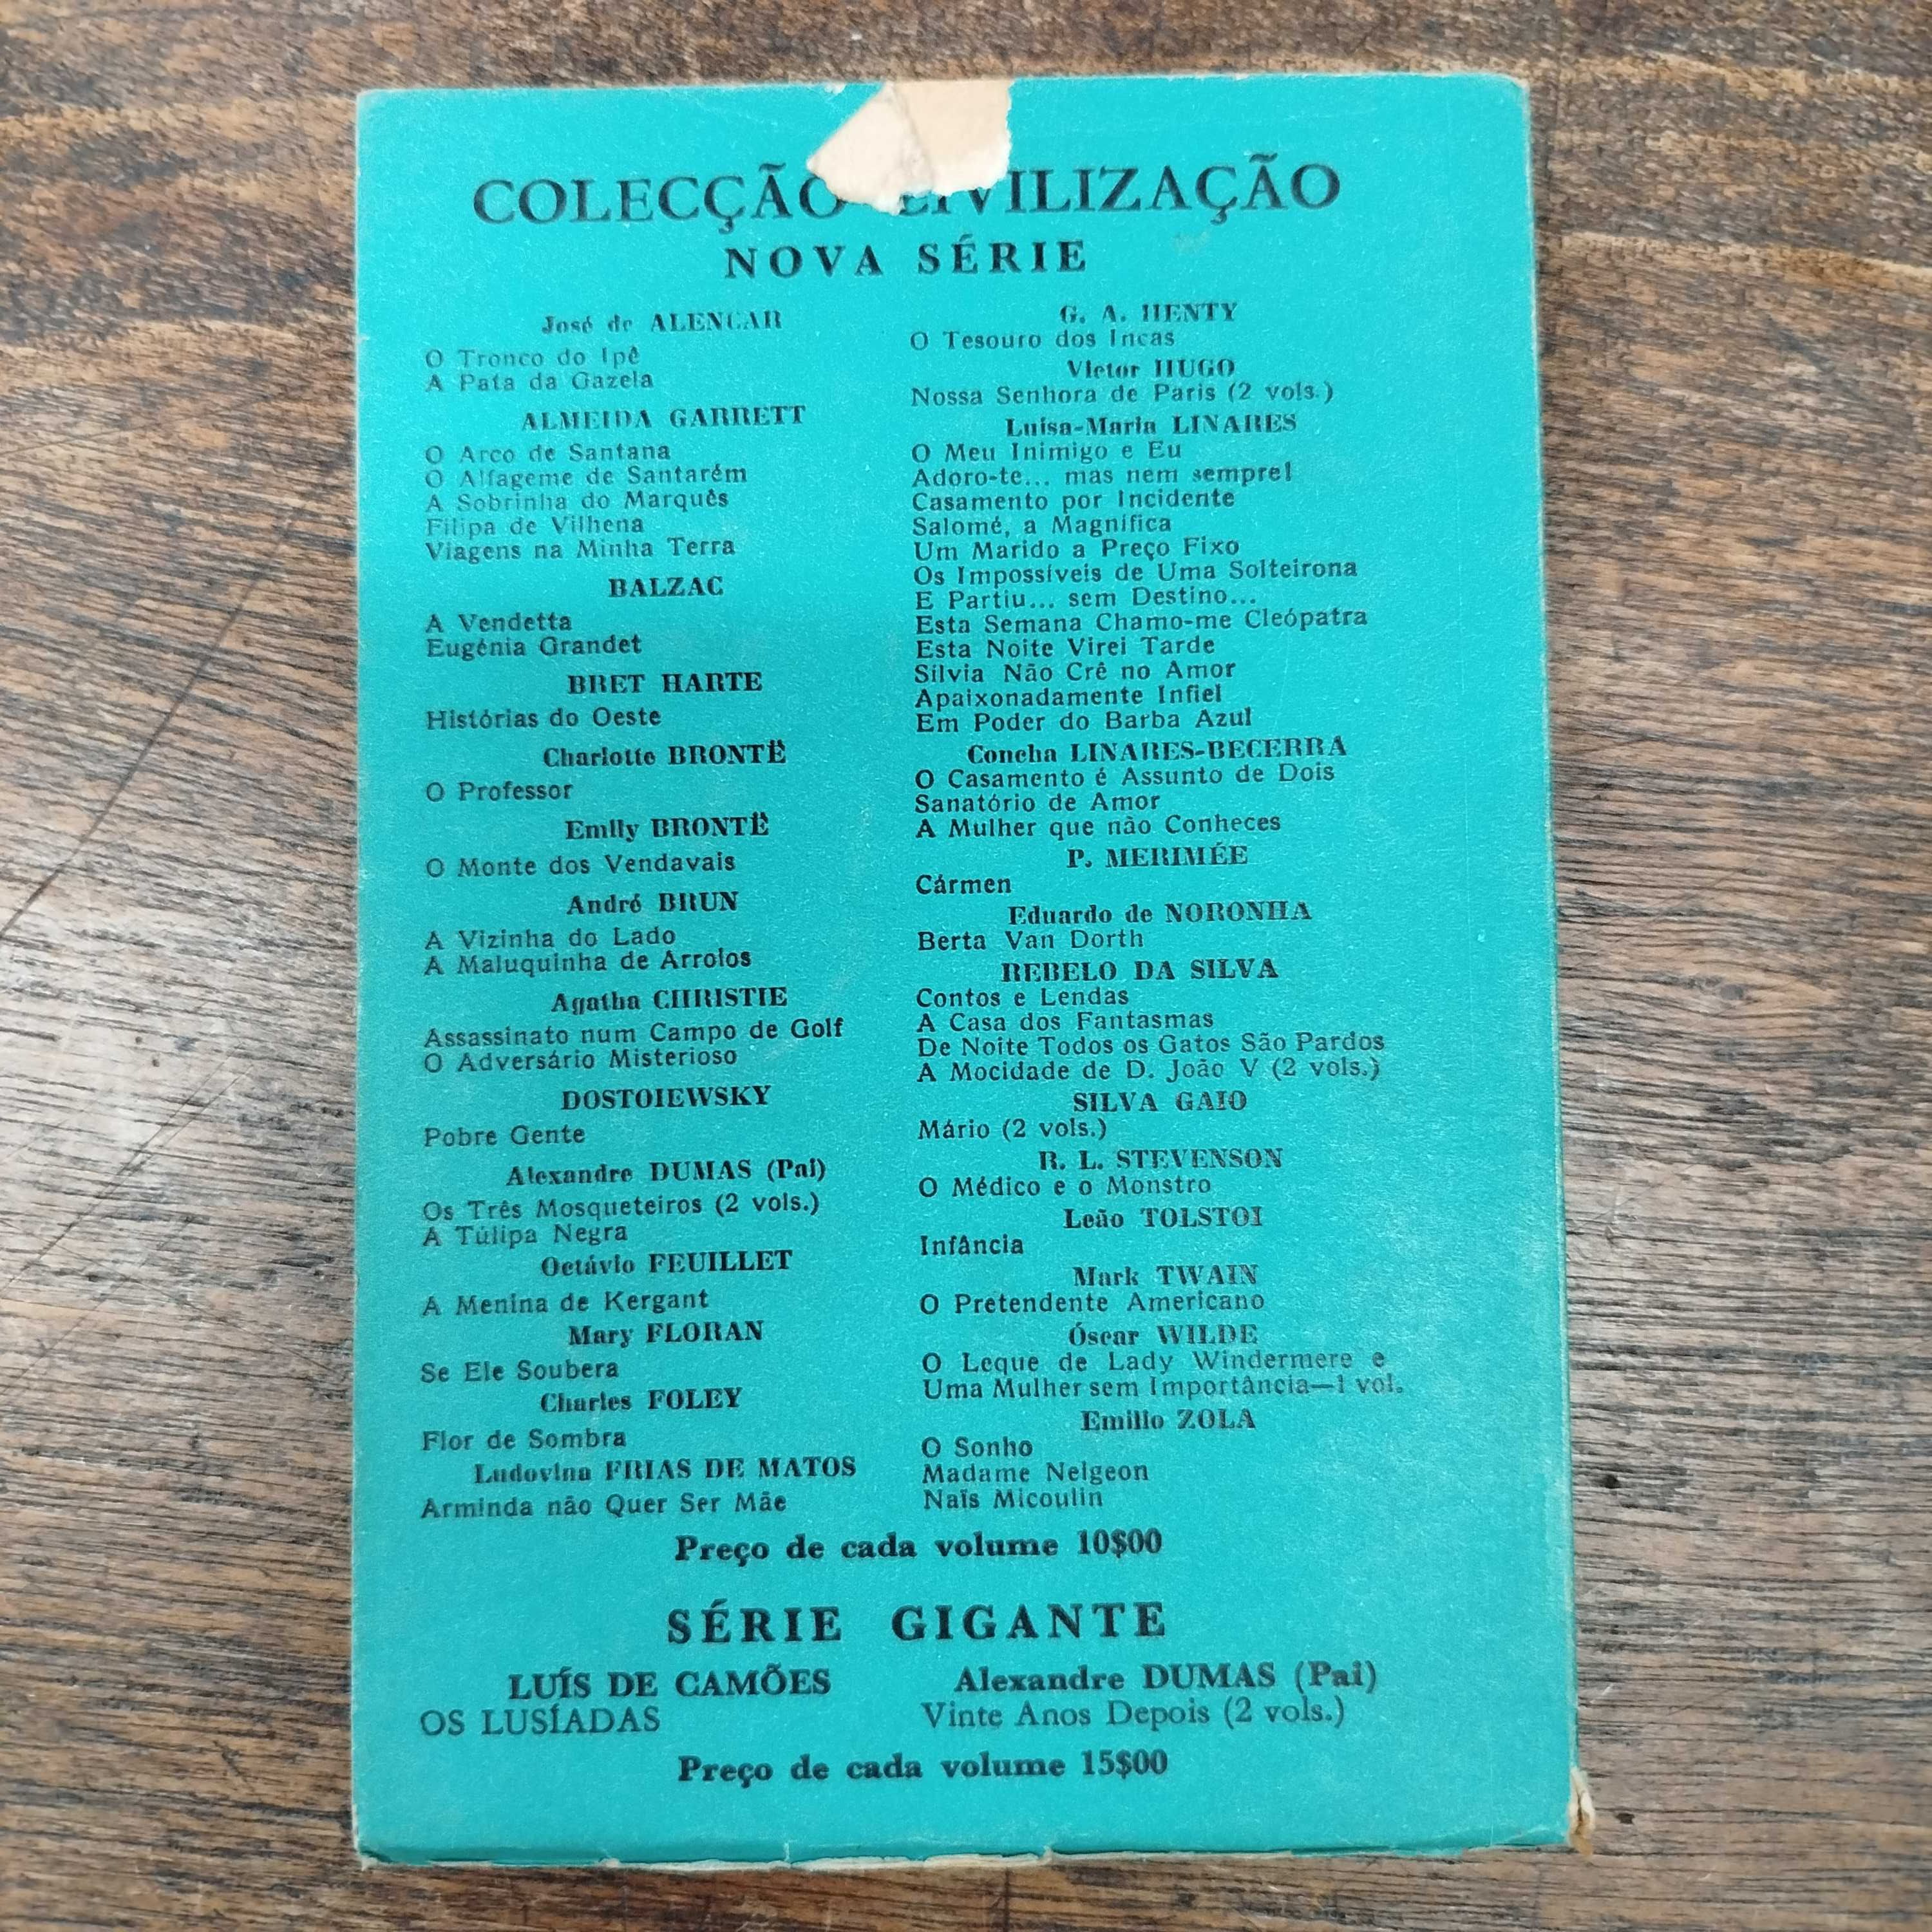 COLECÇÃO CIVILIZAÇÃO
NOVA SÉRIE
José de ALENCAR
O Tronco do Ipê
A Pata da Gazela
ALMEIDA GARRETT
O Arco de Santana
O Alfageme de Santarém
A Sobrinha do Marquês
Filipa de Vilhena
Viagens na Minha Terra
BALZAC
A Vendetta
Eugénia Grandet
BRET HARTE
Histórias do Oeste
Charlotte BRONTË
O Professor
Emily BRONTË
O Monte dos Vendavais
André BRUN
A Vizinha do Lado
A Maluquinha de Arroios
Agatha CHRISTIE
Assassinato num Campo de Golf
O Adversário Misterioso
DOSTOIEWSKY
Pobre Gente
Alexandre DUMAS (Pai)
Os Três Mosqueteiros (2 vols.)
A Túlipa Negra
Octávio FEUILLET
A Menina de Kergant
Mary FLORAN
Se Ele Soubera
Charles FOLEY
Flor de Sombra
Ludovina FRIAS DE MATOS
Arminda não Quer Ser Mãe
G. A. HENTY
O Tesouro dos Incas
Victor HUGO
Nossa Senhora de Paris (2 vols.)
Luisa-Maria LINARES
O Meu Inimigo e Eu
Adoro-te... mas nem sempre!
Casamento por Incidente
Salomé, a Magnífica
Um Marido a Preço Fixo
Os Impossíveis de Uma Solteirona
E Partiu... sem Destino...
Esta Semana Chamo-me Cleópatra
Esta Noite Virei Tarde
Sílvia Não Crê no Amor
Apaixonadamente Infiel
Em Poder do Barba Azul
Concha LINARES-BECERRA
O Casamento é Assunto de Dois
Sanatório de Amor
A Mulher que não Conheces
P. MERIMÉE
Cármen
Eduardo de NORONHA
Berta Van Dorth
REBELO DA SILVA
Contos e Lendas
A Casa dos Fantasmas
De Noite Todos os Gatos São Pardos
A Mocidade de D. João V (2 vols.)
SILVA GAIO
Mário (2 vols.)
R. L. STEVENSON
O Médico e o Monstro
Leão TOLSTOI
Infância
Mark TWAIN
O Pretendente Americano
Óscar WILDE
O Leque de Lady Windermere e
Uma Mulher sem Importância—1 vol.
Emílio ZOLA
O Sonho
Madame Neigeon
Naïs Micoulin
Preço de cada volume 10$00
SÉRIE GIGANTE
LUÍS DE CAMÕES
OS LUSÍADAS
Alexandre DUMAS (Pai)
Vinte Anos Depois (2 vols.)
Preço de cada volume 15$00